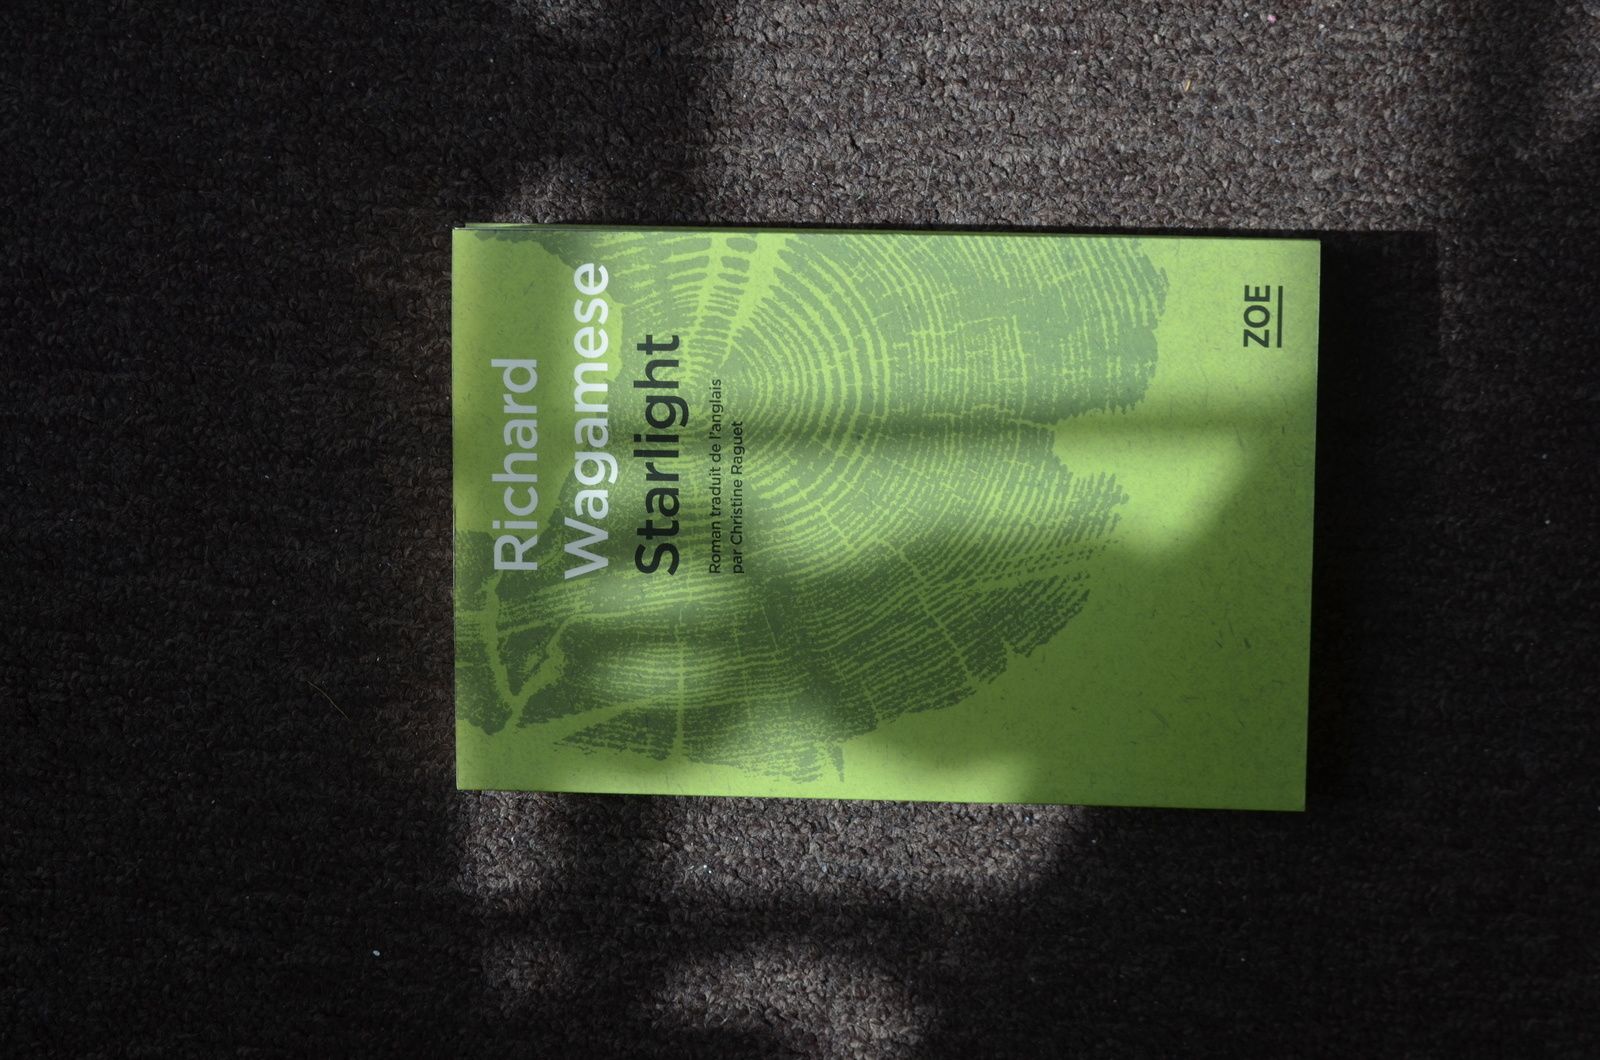 Richard
Wagamese
Starlight
Roman traduit de l'anglais
par Christine Raguet
ZOE